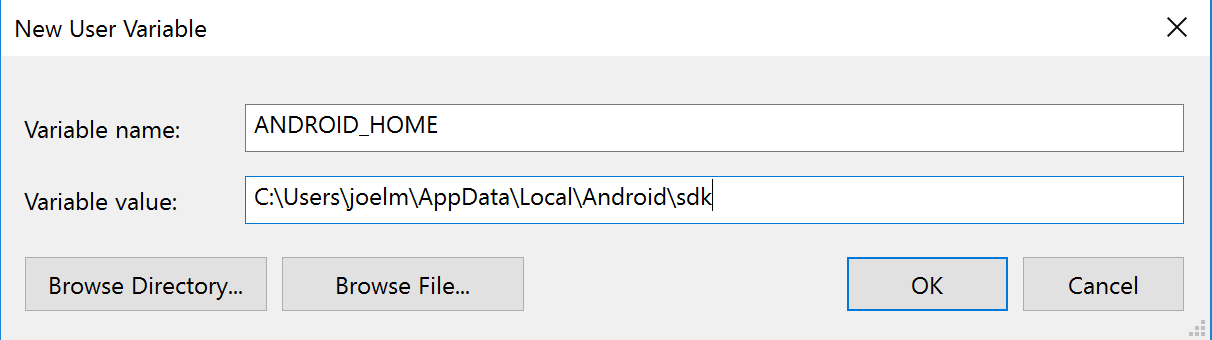 New User Variable
Variable name:
ANDROID_HOME
Variable value:
C:\Users\joelm\AppData\Local\Android\sdk
Browse Directory...
Browse File...
OK
Cancel